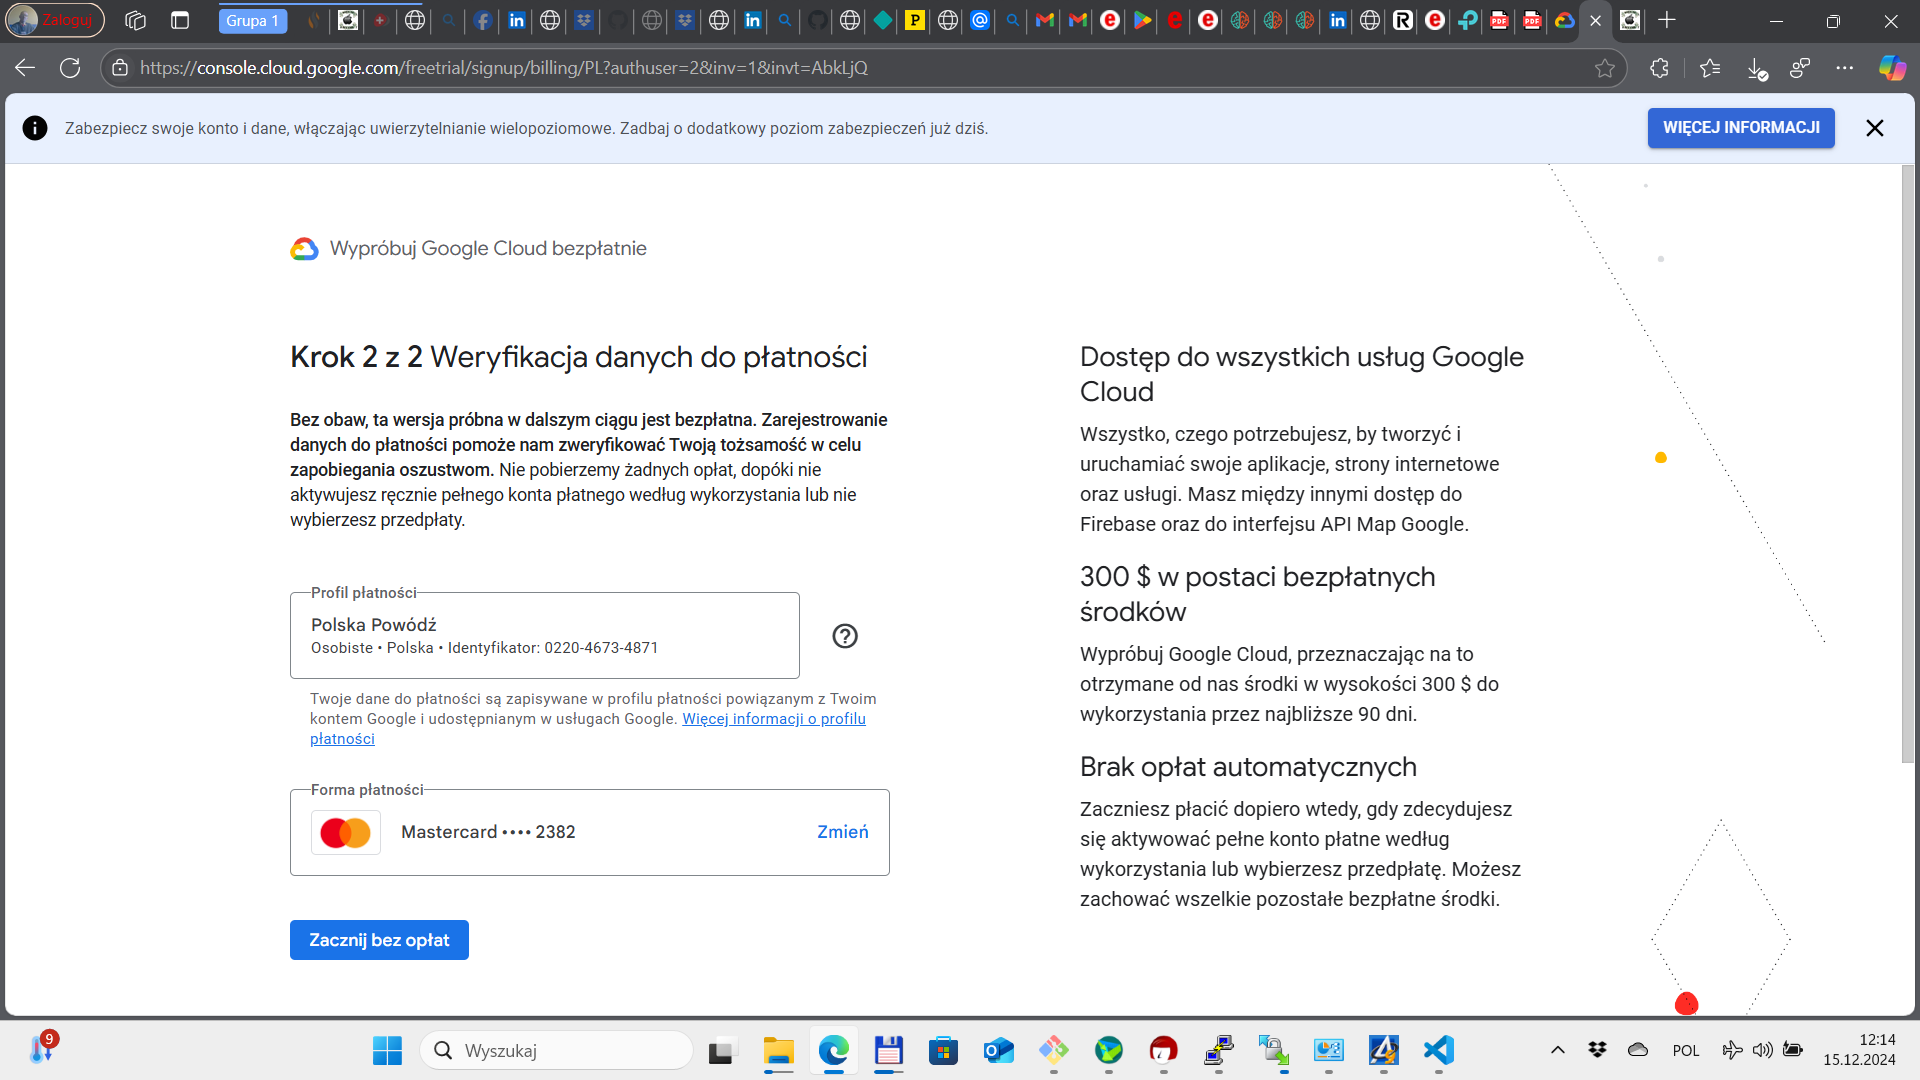 Zaloguj
Grupa 1
https://console.cloud.google.com/freetrial/signup/billing/PL?authuser=2&inv=1&invt=AbkLjQ
Zabezpiecz swoje konto i dane, włączając uwierzytelnianie wielopoziomowe. Zadbaj o dodatkowy poziom zabezpieczeń już dziś.
WIĘCEJ INFORMACJI
Wypróbuj Google Cloud bezpłatnie
Krok 2 z 2 Weryfikacja danych do płatności
Bez obaw, ta wersja próbna w dalszym ciągu jest bezpłatna. Zarejestrowanie
danych do płatności pomoże nam zweryfikować Twoją tożsamość w celu
zapobiegania oszustwom. Nie pobierzemy żadnych opłat, dopóki nie
aktywujesz ręcznie pełnego konta płatnego według wykorzystania lub nie
wybierzesz przedpłaty.
Profil płatności
Polska Powódź
Osobiste • Polska • Identyfikator: 0220-4673-4871
Twoje dane do płatności są zapisywane w profilu płatności powiązanym z Twoim
kontem Google i udostępnianym w usługach Google. Więcej informacji o profilu
płatności
Forma płatności
Mastercard •••• 2382
Zmień
Zacznij bez opłat
Dostęp do wszystkich usług Google
Cloud
Wszystko, czego potrzebujesz, by tworzyć i
uruchamiać swoje aplikacje, strony internetowe
oraz usługi. Masz między innymi dostęp do
Firebase oraz do interfejsu API Map Google.
300 $ w postaci bezpłatnych
środków
Wypróbuj Google Cloud, przeznaczając na to
otrzymane od nas środki w wysokości 300 $ do
wykorzystania przez najbliższe 90 dni.
Brak opłat automatycznych
Zaczniesz płacić dopiero wtedy, gdy zdecydujesz
się aktywować pełne konto płatne według
wykorzystania lub wybierzesz przedpłatę. Możesz
zachować wszelkie pozostałe bezpłatne środki.
9
Wyszukaj
POL
12:14
15.12.2024